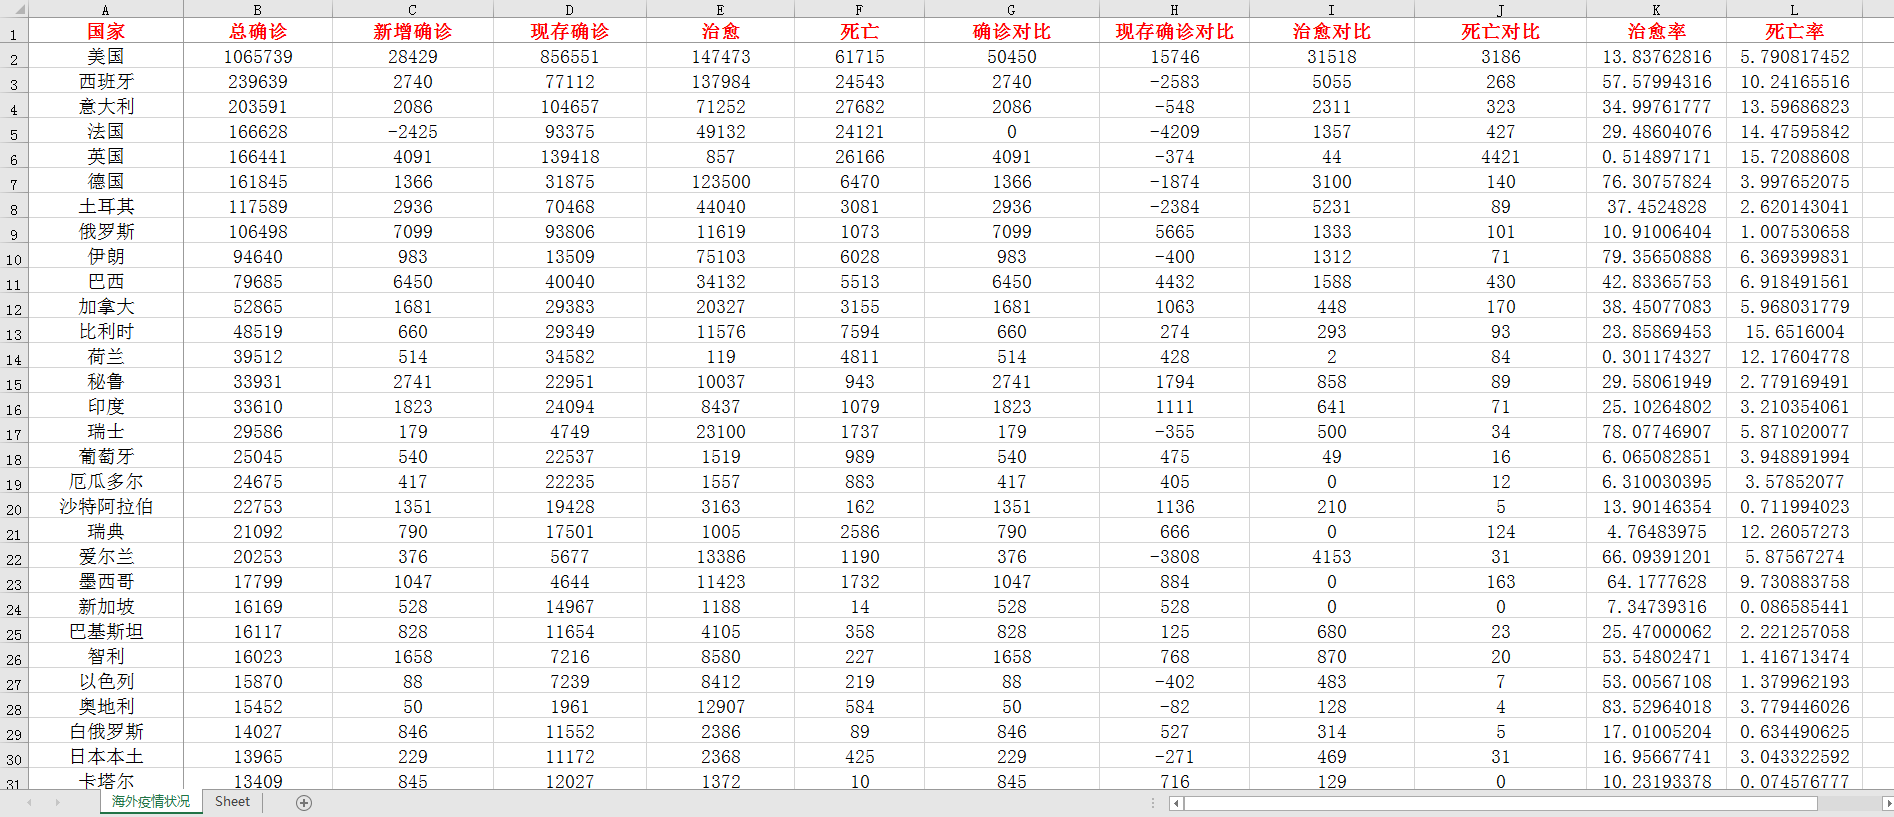 A B C D E F G H I J K L
1 国家 总确诊 新增确诊 现存确诊 治愈 死亡 确诊对比 现存确诊对比 治愈对比 死亡对比 治愈率 死亡率
2 美国 1065739 28429 856551 147473 61715 50450 15746 31518 3186 13.83762816 5.790817452
3 西班牙 239639 2740 77112 137984 24543 2740 -2583 5055 268 57.57994316 10.24165516
4 意大利 203591 2086 104657 71252 27682 2086 -548 2311 323 34.99761777 13.59686823
5 法国 166628 -2425 93375 49132 24121 0 -4209 1357 427 29.48604076 14.47595842
6 英国 166441 4091 139418 857 26166 4091 -374 44 4421 0.514897171 15.72088608
7 德国 161845 1366 31875 123500 6470 1366 -1874 3100 140 76.30757824 3.997652075
8 土耳其 117589 2936 70468 44040 3081 2936 -2384 5231 89 37.4524828 2.620143041
9 俄罗斯 106498 7099 93806 11619 1073 7099 5665 1333 101 10.91006404 1.007530658
10 伊朗 94640 983 13509 75103 6028 983 -400 1312 71 79.35650888 6.369399831
11 巴西 79685 6450 40040 34132 5513 6450 4432 1588 430 42.83365753 6.918491561
12 加拿大 52865 1681 29383 20327 3155 1681 1063 448 170 38.45077083 5.968031779
13 比利时 48519 660 29349 11576 7594 660 274 293 93 23.85869453 15.6516004
14 荷兰 39512 514 34582 119 4811 514 428 2 84 0.301174327 12.17604778
15 秘鲁 33931 2741 22951 10037 943 2741 1794 858 89 29.58061949 2.779169491
16 印度 33610 1823 24094 8437 1079 1823 1111 641 71 25.10264802 3.210354061
17 瑞士 29586 179 4749 23100 1737 179 -355 500 34 78.07746907 5.871020077
18 葡萄牙 25045 540 22537 1519 989 540 475 49 16 6.065082851 3.948891994
19 厄瓜多尔 24675 417 22235 1557 883 417 405 0 12 6.310030395 3.57852077
20 沙特阿拉伯 22753 1351 19428 3163 162 1351 1136 210 5 13.90146354 0.711994023
21 瑞典 21092 790 17501 1005 2586 790 666 0 124 4.76483975 12.26057273
22 爱尔兰 20253 376 5677 13386 1190 376 -3808 4153 31 66.09391201 5.87567274
23 墨西哥 17799 1047 4644 11423 1732 1047 884 0 163 64.1777628 9.730883758
24 新加坡 16169 528 14967 1188 14 528 528 0 0 7.34739316 0.086585441
25 巴基斯坦 16117 828 11654 4105 358 828 125 680 23 25.47000062 2.221257058
26 智利 16023 1658 7216 8580 227 1658 768 870 20 53.54802471 1.416713474
27 以色列 15870 88 7239 8412 219 88 -402 483 7 53.00567108 1.379962193
28 奥地利 15452 50 1961 12907 584 50 -82 128 4 83.52964018 3.779446026
29 白俄罗斯 14027 846 11552 2386 89 846 527 314 5 17.01005204 0.634490625
30 日本本土 13965 229 11172 2368 425 229 -271 469 31 16.95667741 3.043322592
31 卡塔尔 13409 845 12027 1372 10 845 716 129 0 10.23193378 0.074576777
海外疫情状况 Sheet